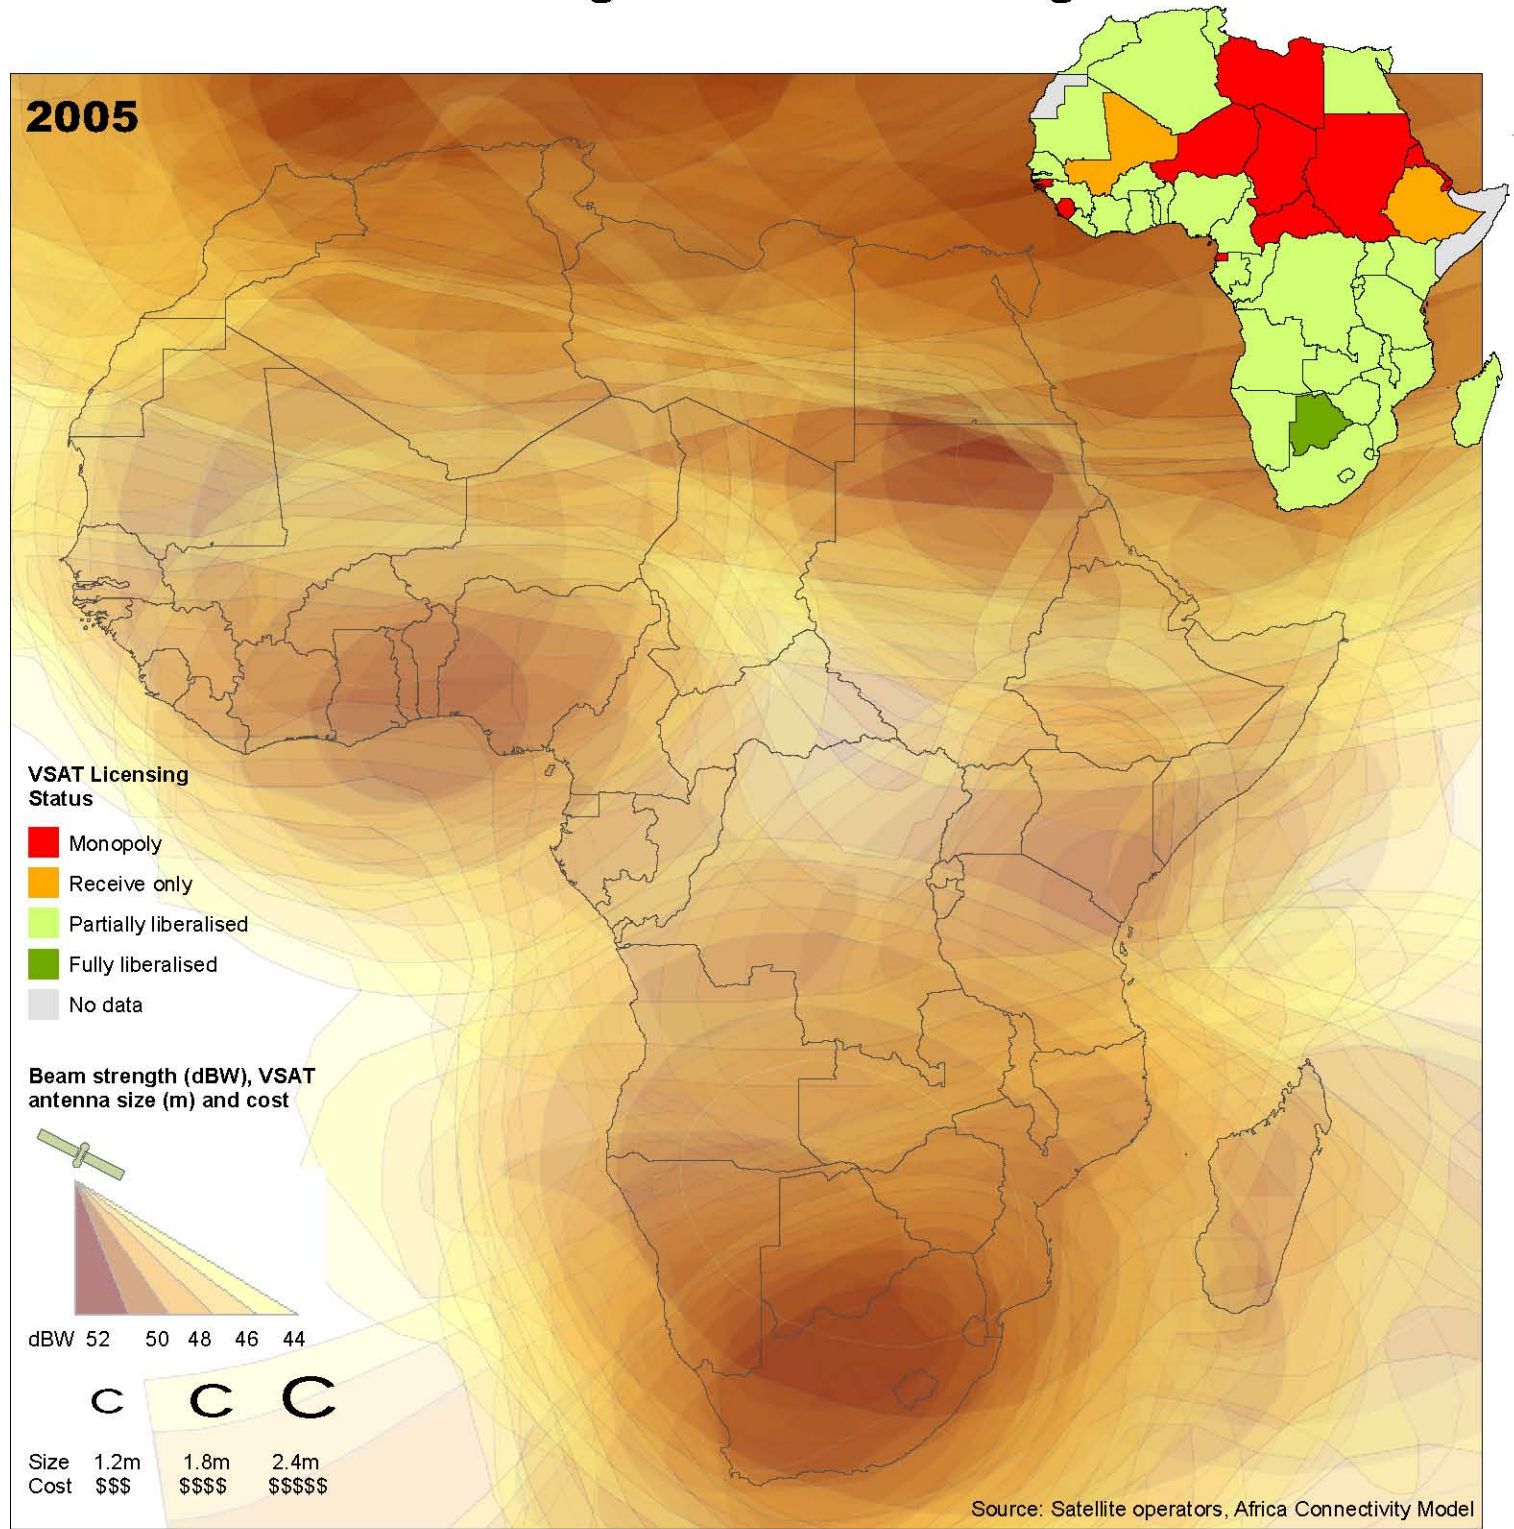 2005
VSAT Licensing
Status
Monopoly
Receive only
Partially liberalised
Fully liberalised
No data
Beam strength (dBW), VSAT
antenna size (m) and cost
dBW 52 50 48 46 44
C C C
Size 1.2m 1.8m 2.4m
Cost $$$ $$$$ $$$$$
Source: Satellite operators, Africa Connectivity Model